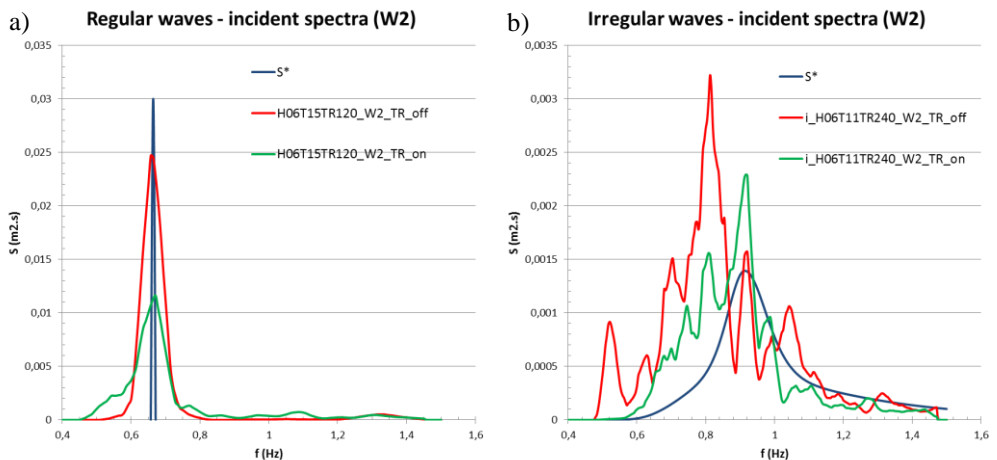 a)
Regular waves - incident spectra (W2)
0,035
0,03
0,025
0,02
0,015
0,01
0,005
0
S (m2.s)
S*
H06T15TR120_W2_TR_off
H06T15TR120_W2_TR_on
0,4 0,6 0,8 1 1,2 1,4 1,6
f (Hz)
b)
Irregular waves - incident spectra (W2)
0,0035
0,003
0,0025
0,002
0,0015
0,001
0,0005
0
S (m2.s)
S*
i_H06T11TR240_W2_TR_off
i_H06T11TR240_W2_TR_on
0,4 0,6 0,8 1 1,2 1,4 1,6
f (Hz)